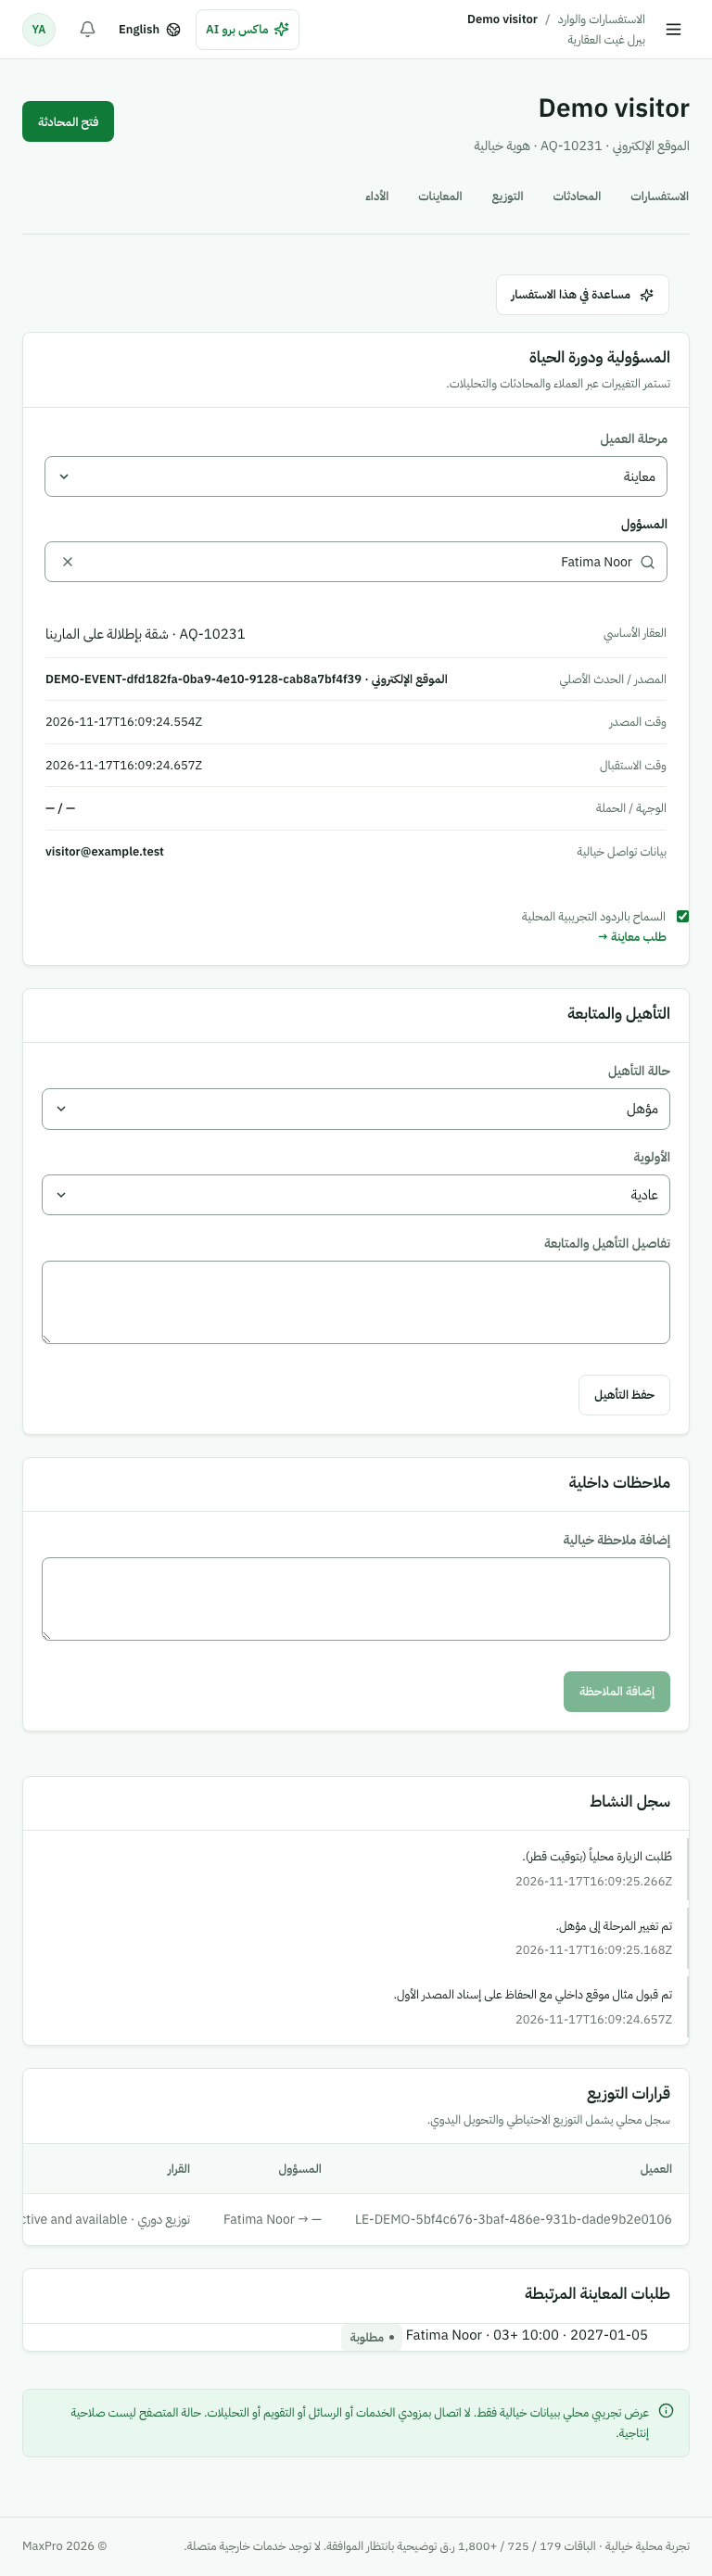 الاستفسارات والوارد / Demo visitor
بيرل غيت العقارية
ماكس برو AI
English
YA
Demo visitor
الموقع الإلكتروني · AQ-10231 · هوية خيالية
فتح المحادثة
الاستفسارات المحادثات التوزيع المعاينات الأداء
مساعدة في هذا الاستفسار
المسؤولية ودورة الحياة
تستمر التغييرات عبر العملاء والمحادثات والتحليلات.
مرحلة العميل
معاينة
المسؤول
Fatima Noor
العقار الأساسي
AQ-10231 · شقة بإطلالة على المارينا
المصدر / الحدث الأصلي
الموقع الإلكتروني · DEMO-EVENT-dfd182fa-0ba9-4e10-9128-cab8a7bf4f39
وقت المصدر
2026-11-17T16:09:24.554Z
وقت الاستقبال
2026-11-17T16:09:24.657Z
الوجهة / الحملة
— / —
بيانات تواصل خيالية
visitor@example.test
السماح بالردود التجريبية المحلية
طلب معاينة →
التأهيل والمتابعة
حالة التأهيل
مؤهل
الأولوية
عادية
تفاصيل التأهيل والمتابعة
حفظ التأهيل
ملاحظات داخلية
إضافة ملاحظة خيالية
إضافة الملاحظة
سجل النشاط
طُلبت الزيارة محلياً (بتوقيت قطر).
2026-11-17T16:09:25.266Z
تم تغيير المرحلة إلى مؤهل.
2026-11-17T16:09:25.168Z
تم قبول مثال موقع داخلي مع الحفاظ على إسناد المصدر الأول.
2026-11-17T16:09:24.657Z
قرارات التوزيع
سجل محلي يشمل التوزيع الاحتياطي والتحويل اليدوي.
العميل المسؤول القرار
LE-DEMO-5bf4c676-3baf-486e-931b-dade9b2e0106
— → Fatima Noor
توزيع دوري · ctive and available
طلبات المعاينة المرتبطة
2027-01-05 · 10:00 +03 · Fatima Noor
مطلوبة
عرض تجريبي محلي ببيانات خيالية فقط. لا اتصال بمزودي الخدمات أو الرسائل أو التقويم أو التحليلات. حالة المتصفح ليست صلاحية
إنتاجية.
تجربة محلية خيالية · الباقات 179 / 725 / +1,800 ر.ق توضيحية بانتظار الموافقة. لا توجد خدمات خارجية متصلة.
© 2026 MaxPro